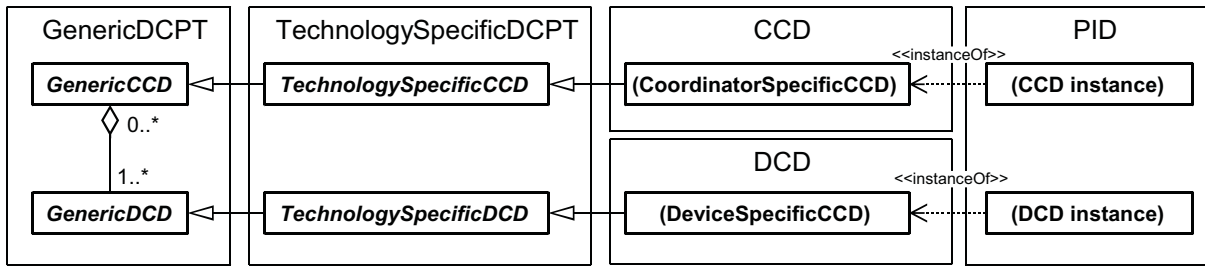 GenericDCPT
TechnologySpecificDCPT
CCD
PID
<<instanceOf>>
GenericCCD
TechnologySpecificCCD
(CoordinatorSpecificCCD)
(CCD instance)
0..*
DCD
1..*
<<instanceOf>>
GenericDCD
TechnologySpecificDCD
(DeviceSpecificCCD)
(DCD instance)